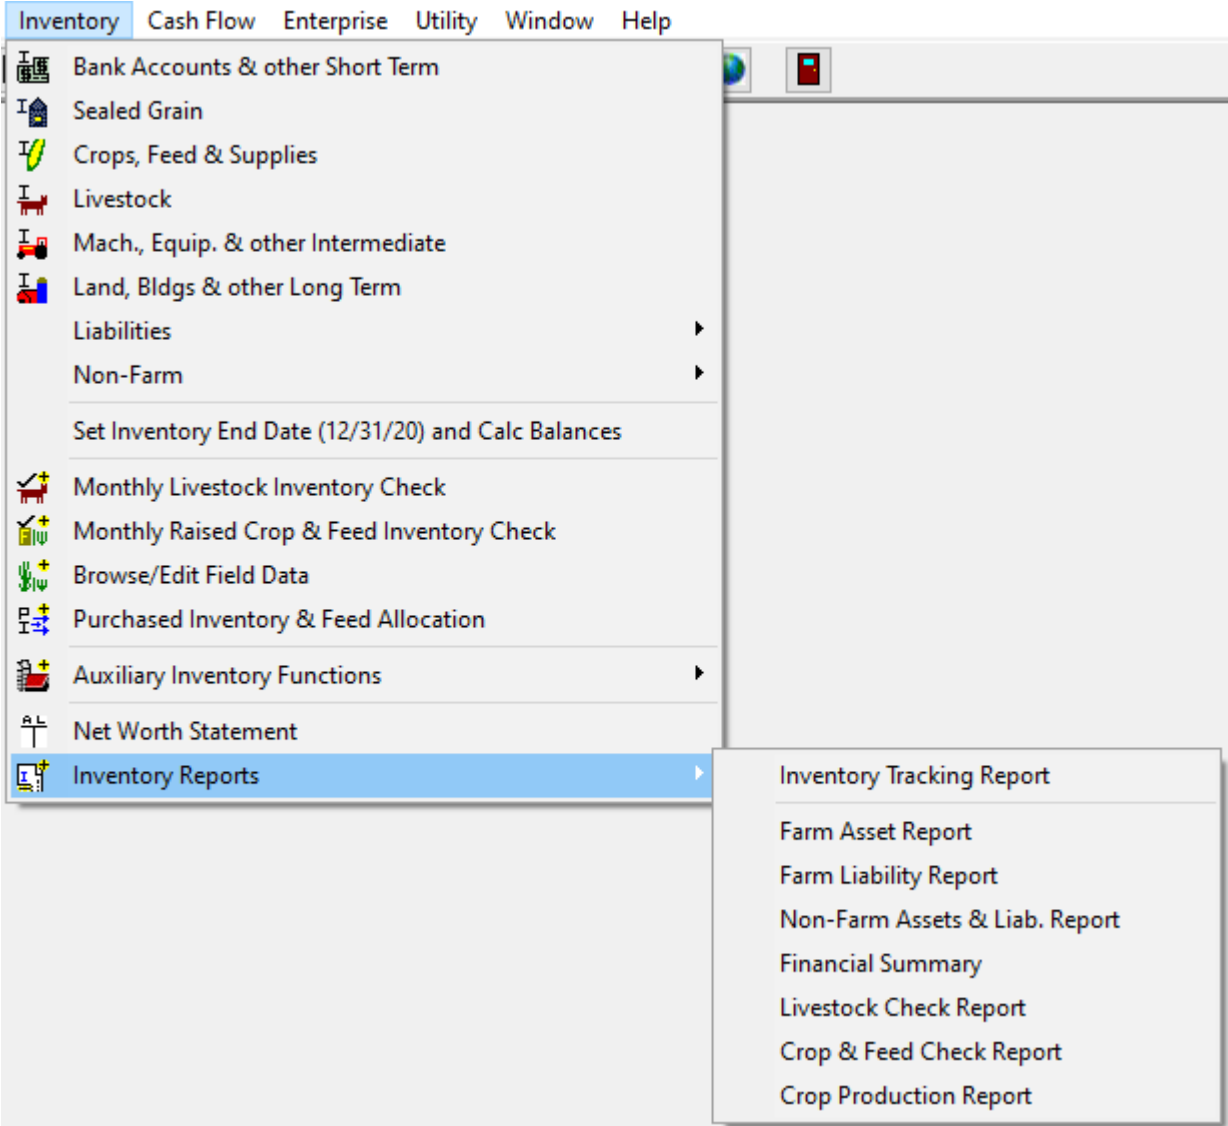 Inventory Cash Flow Enterprise Utility Window Help
Bank Accounts & other Short Term
Sealed Grain
Crops, Feed & Supplies
Livestock
Mach., Equip. & other Intermediate
Land, Bldgs & other Long Term
Liabilities
Non-Farm
Set Inventory End Date (12/31/20) and Calc Balances
Monthly Livestock Inventory Check
Monthly Raised Crop & Feed Inventory Check
Browse/Edit Field Data
Purchased Inventory & Feed Allocation
Auxiliary Inventory Functions
Net Worth Statement
Inventory Reports
Inventory Tracking Report
Farm Asset Report
Farm Liability Report
Non-Farm Assets & Liab. Report
Financial Summary
Livestock Check Report
Crop & Feed Check Report
Crop Production Report